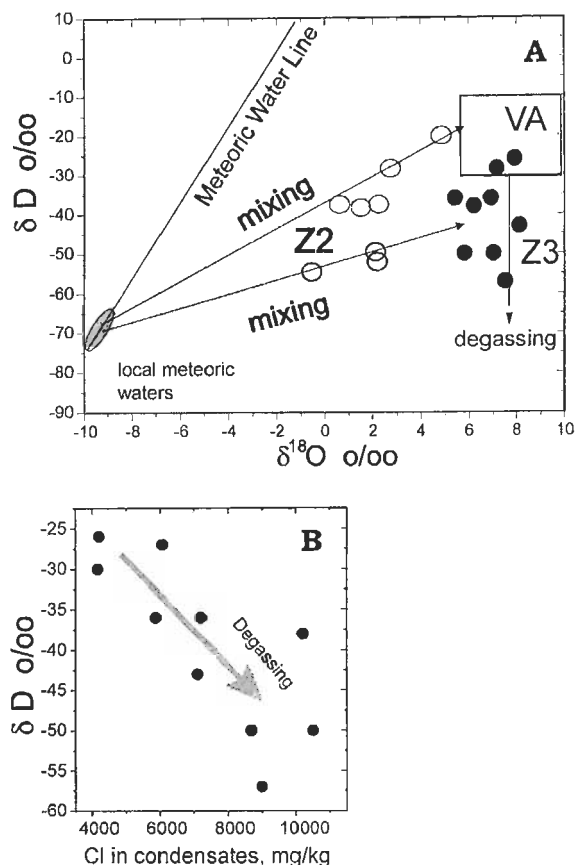 A
10
0
-10
-20
-30
-40
-50
-60
-70
-80
-90
δ D o/oo
Meteoric Water Line
VA
mixing
Z2
Z3
mixing
degassing
local meteoric
waters
-10 -8 -6 -4 -2 0 2 4 6 8 10
δ18O o/oo
B
-25
-30
-35
-40
-45
-50
-55
-60
δ D o/oo
Degassing
4000 6000 8000 10000
Cl in condensates, mg/kg